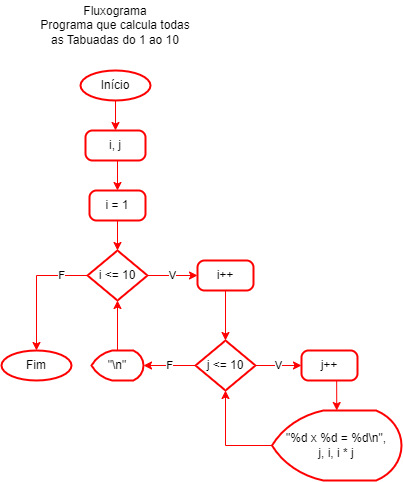 Fluxograma
Programa que calcula todas
as Tabuadas do 1 ao 10
Início
i, j
i = 1
F
i <= 10
V
i++
Fim
"\n"
F
j <= 10
V
j++
"%d x %d = %d\n",
j, i, i * j